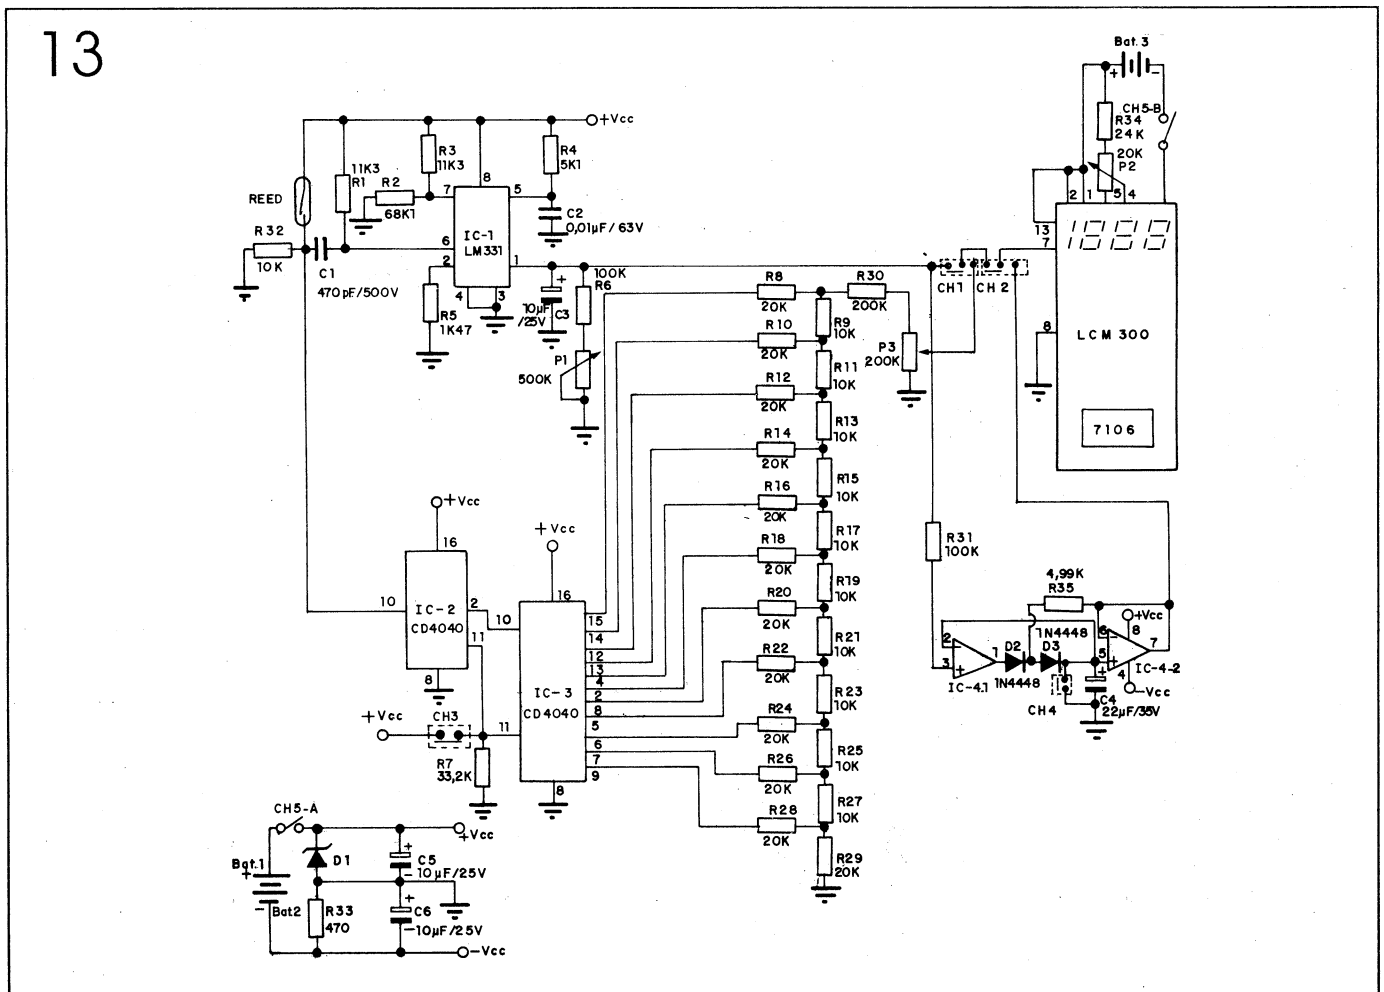 13
Bat. 3
+ -
CH5-B
R34
24K
20K
P2
2 1 5 4
13
7
8
LCM 300
7106
+Vcc
R3
11K3
R4
5K1
11K3
R1
REED
R2
68K1
7
8
5
C2
0,01µF/63V
IC-1
LM331
R32
10K
C1
470pF/500V
6
2
1
4
3
R5
1K47
+
10µF
/25V
C3
100K
R6
P1
500K
CH1
CH2
R8
20K
R30
200K
R9
10K
P3
200K
R10
20K
R11
10K
R12
20K
R13
10K
R14
20K
R15
10K
R16
20K
R17
10K
R18
20K
R19
10K
R20
20K
R21
10K
R22
20K
R23
10K
R24
20K
R25
10K
R26
20K
R27
10K
R28
20K
R29
20K
R31
100K
4,99K
R35
+Vcc
8
1N4448
D2
D3
2
3
+
1
IC-4.1
1N4448
6
5
+
7
4
IC-4-2
-Vcc
CH4
+
C4
22µF/35V
+Vcc
16
10
IC-2
CD4040
2
11
8
+Vcc
16
10
11
IC-3
CD4040
15
14
12
13
4
2
8
5
6
7
9
8
+Vcc
CH3
R7
33,2K
CH5-A
+Vcc
Bat.1
+
-
Bat2
D1
+
C5
-10µF/25V
+
C6
-10µF/25V
R33
470
-Vcc